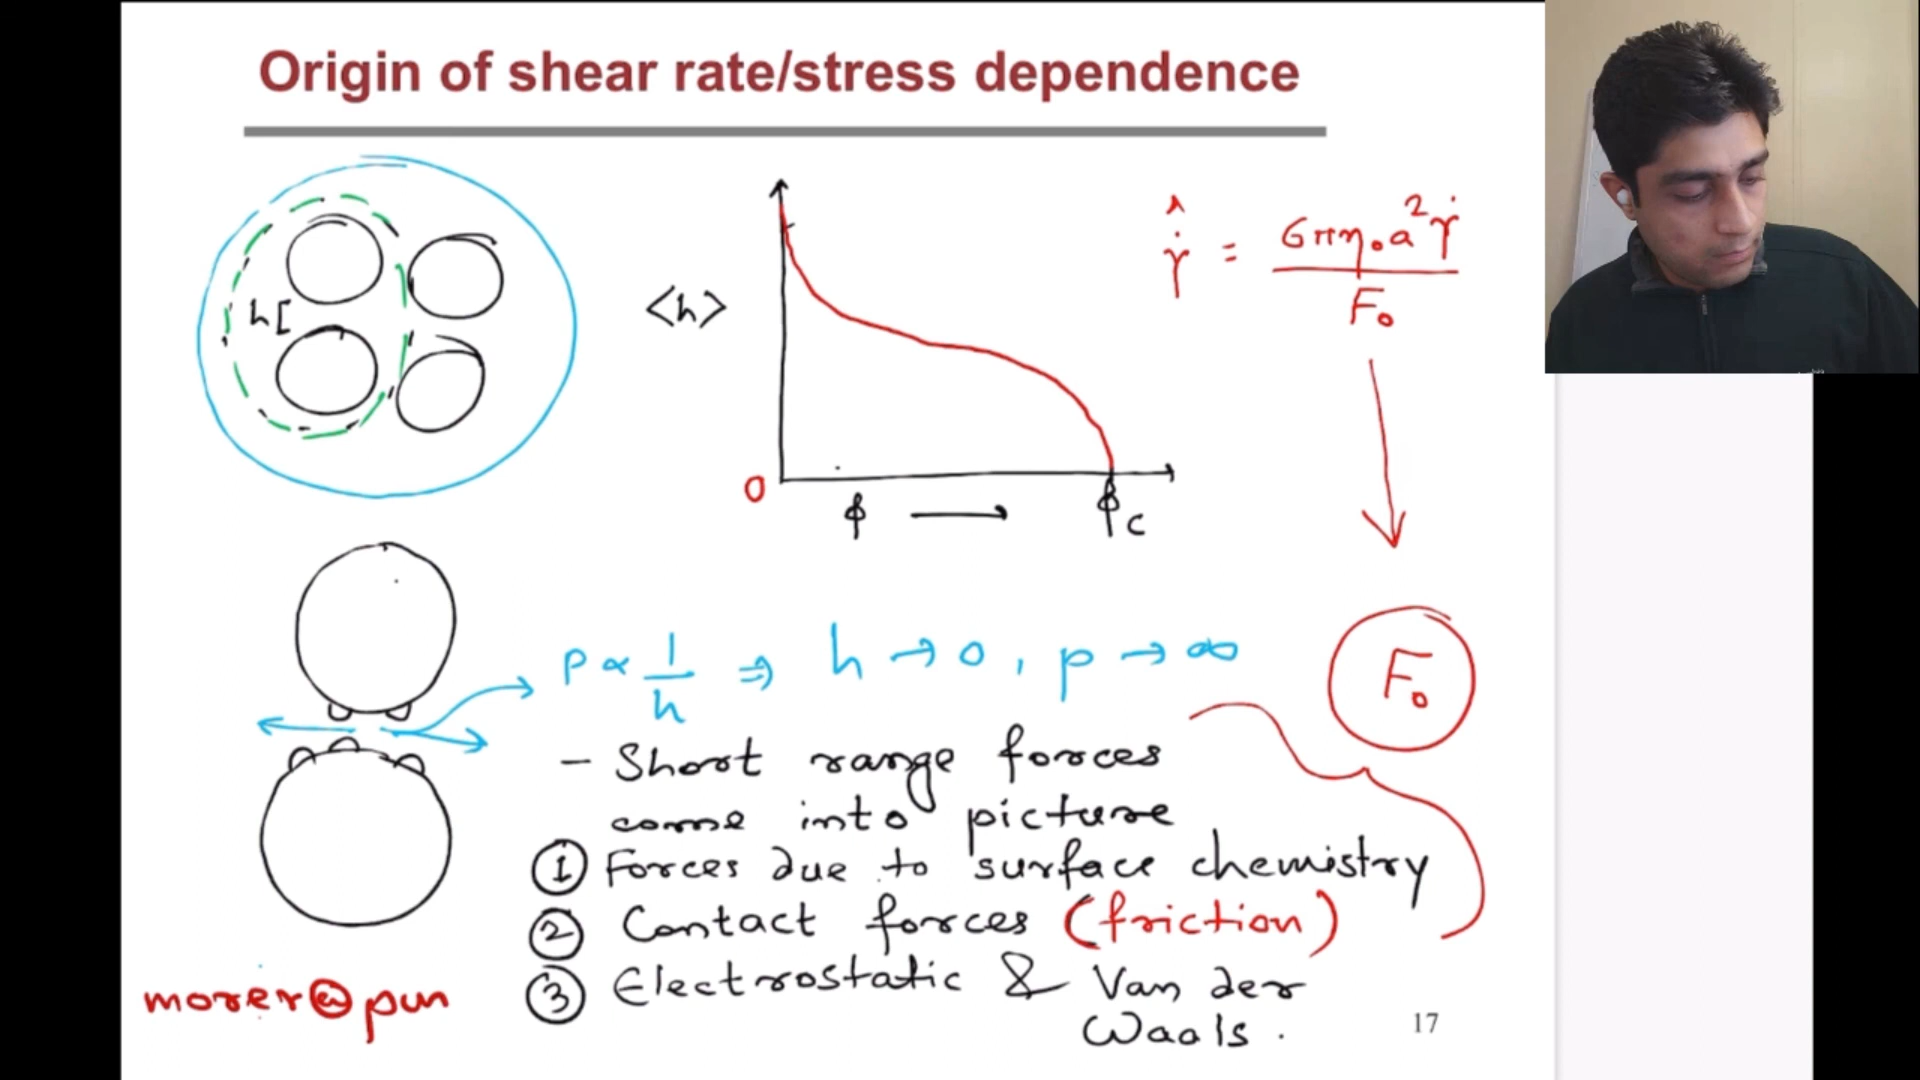 Origin of shear rate/stress dependence
h[
<h>
0
ϕ ⟶ ϕc
γ̇̂ = 6πη₀a²γ̇ / F₀
F₀
P ∝ 1/h ⇒ h → 0, p → ∞
- Short range forces
come into picture
① Forces due to surface chemistry
② Contact forces (friction)
③ Electrostatic & Van der
Waals.
morer@pun
17